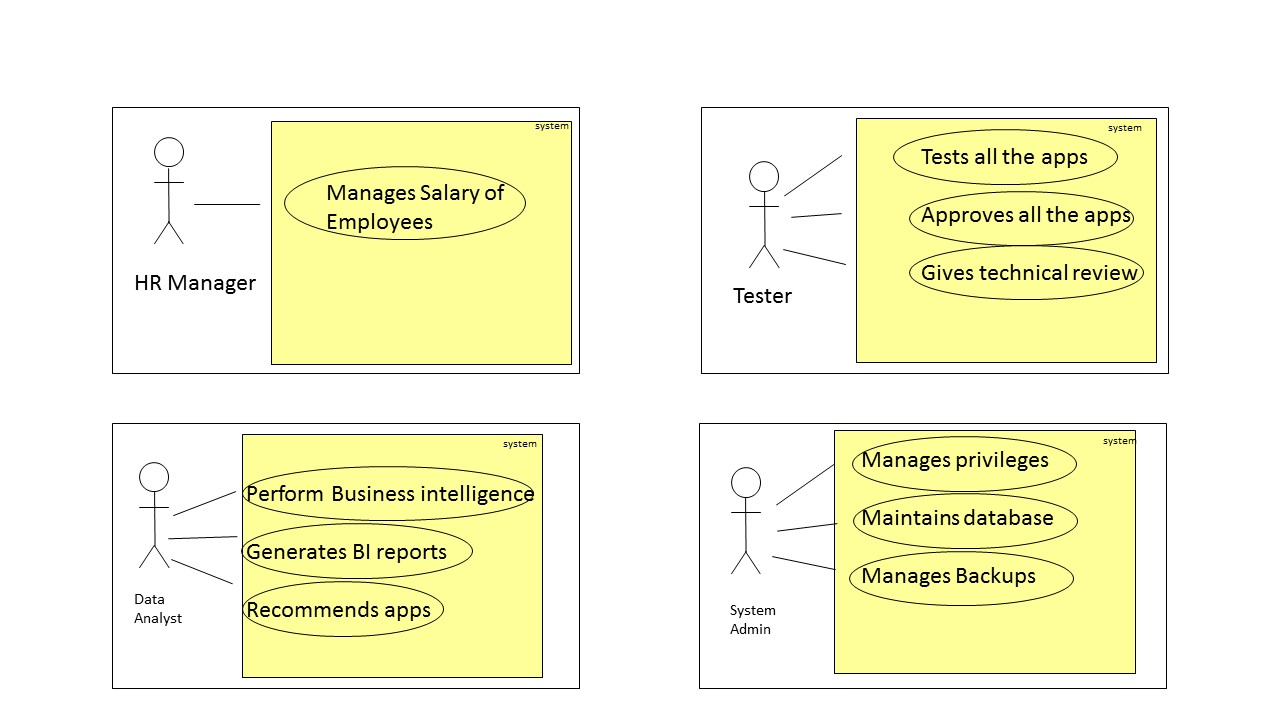 system
Manages Salary of
Employees
HR Manager
system
Tests all the apps
Approves all the apps
Gives technical review
Tester
system
Perform Business intelligence
Generates BI reports
Recommends apps
Data
Analyst
system
Manages privileges
Maintains database
Manages Backups
System
Admin